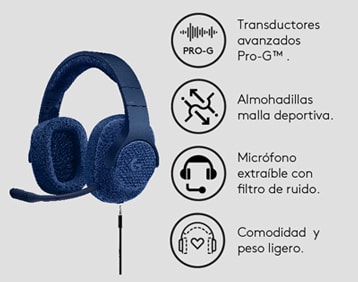 PRO-G
Transductores
avanzados
Pro-G™ .
Almohadillas
malla deportiva.
Micrófono
extraíble con
filtro de ruido.
Comodidad y
peso ligero.
G